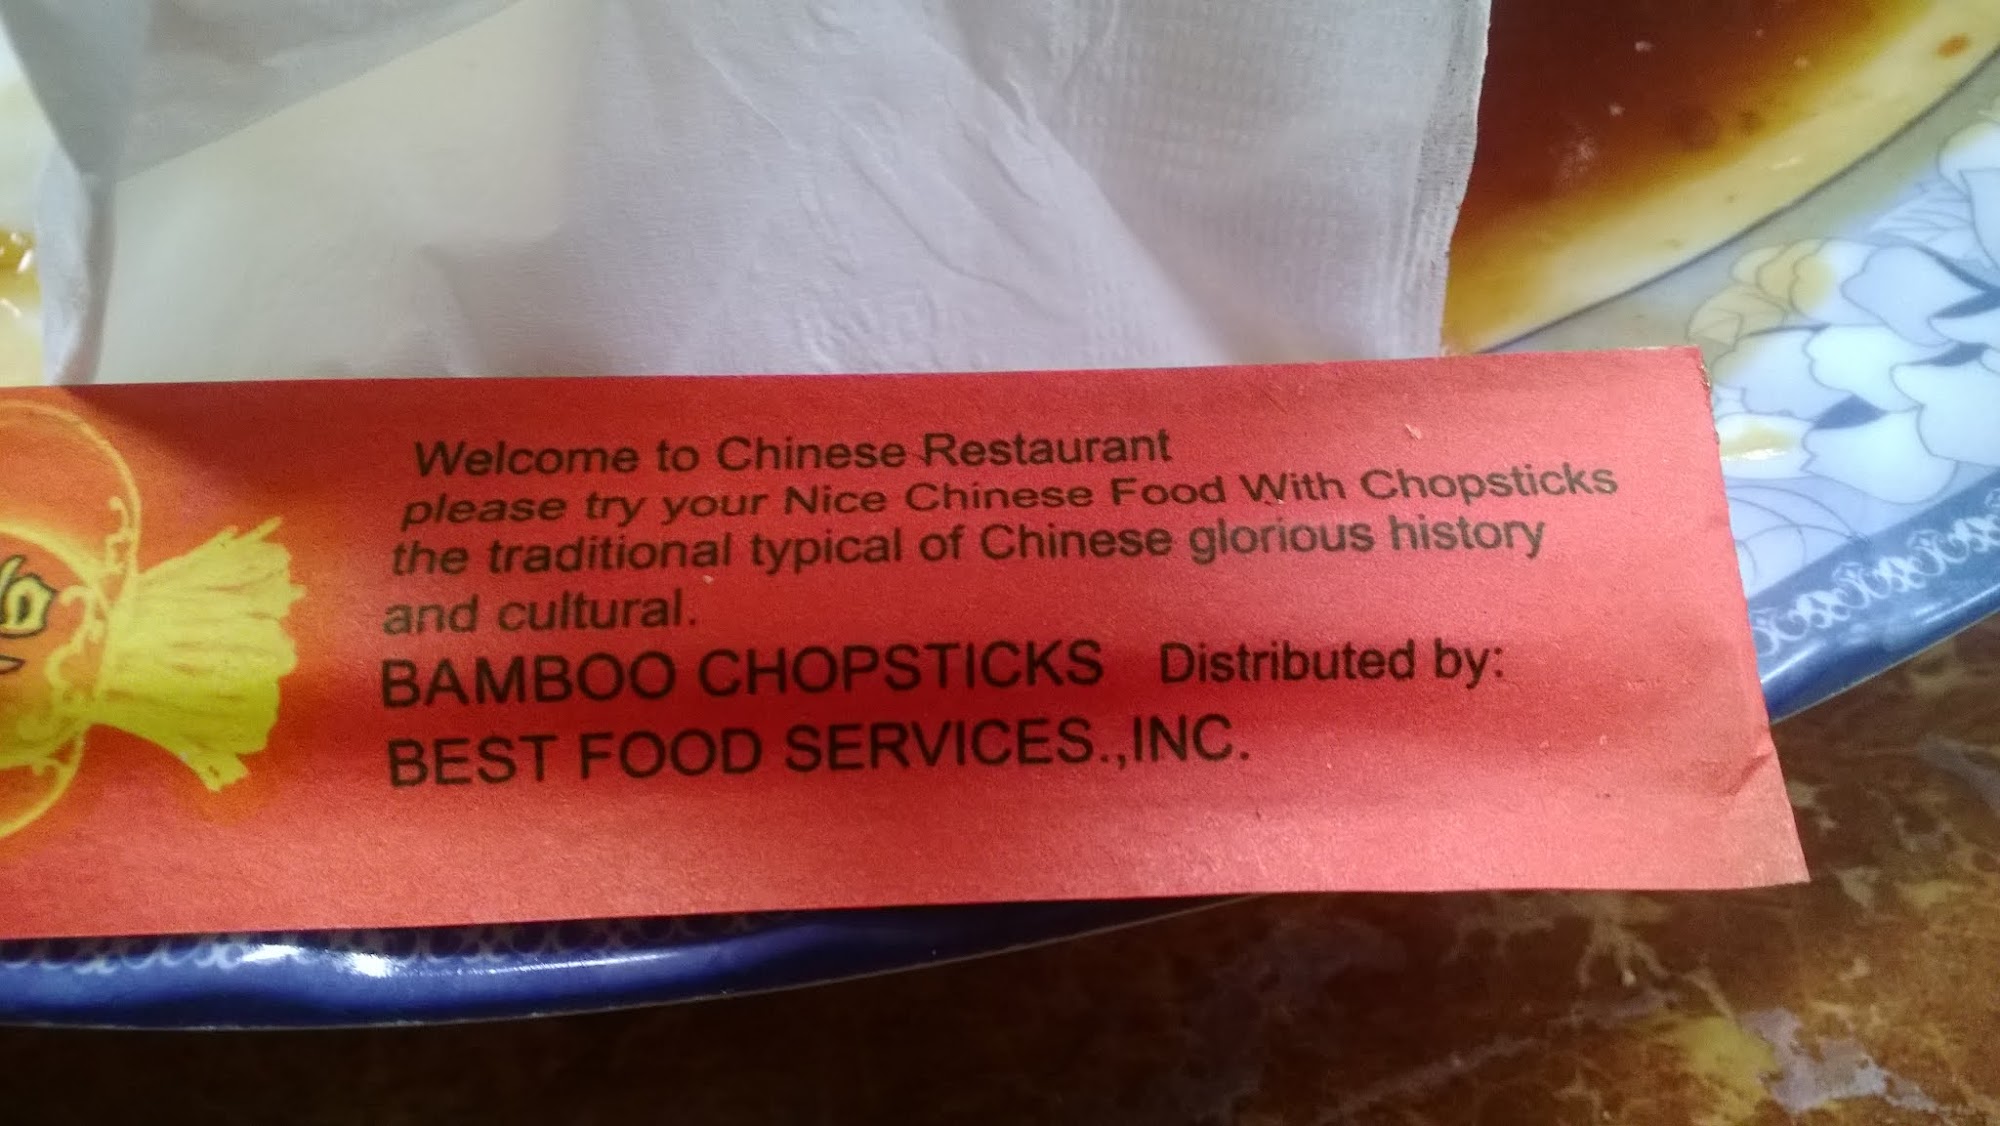 Welcome to Chinese Restaurant
please try your Nice Chinese Food With Chopsticks
the traditional typical of Chinese glorious history
and cultural.
BAMBOO CHOPSTICKS Distributed by:
BEST FOOD SERVICES.,INC.